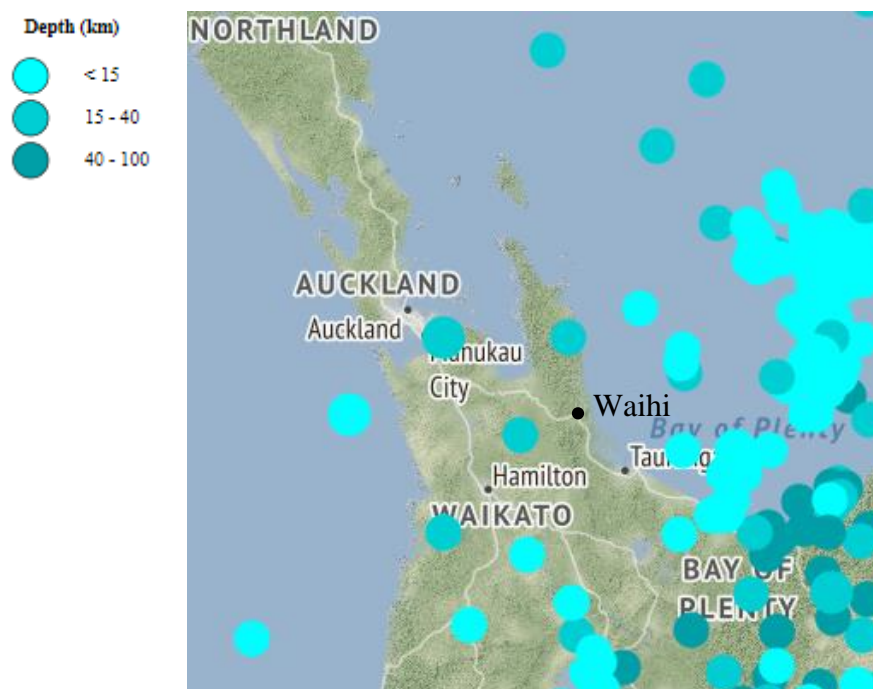 Depth (km)
< 15
15 - 40
40 - 100
NORTHLAND
AUCKLAND
Auckland
Manukau
City
Waihi
Bay of Plenty
Hamilton
WAIKATO
BAY OF
PLENTY